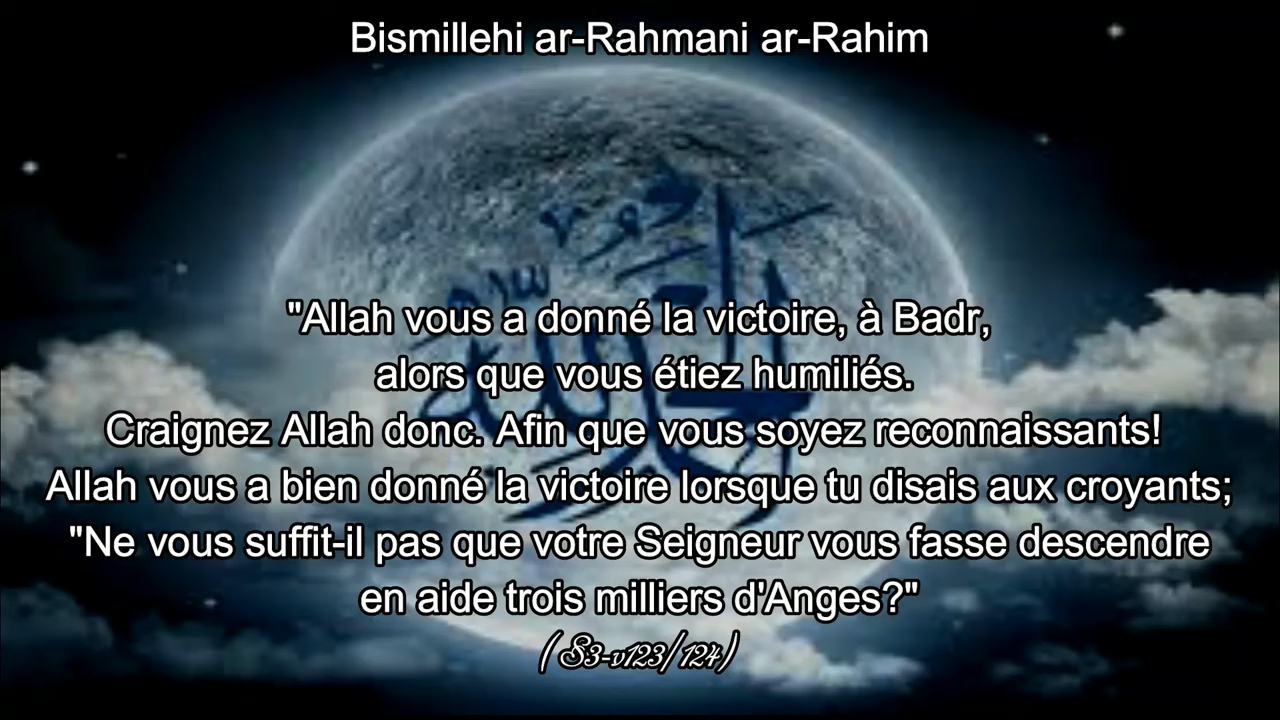 Bismillehi ar-Rahmani ar-Rahim
الحمد لله
"Allah vous a donné la victoire, à Badr,
alors que vous étiez humiliés.
Craignez Allah donc. Afin que vous soyez reconnaissants!
Allah vous a bien donné la victoire lorsque tu disais aux croyants;
"Ne vous suffit-il pas que votre Seigneur vous fasse descendre
en aide trois milliers d'Anges?"
(S3-v123/124)